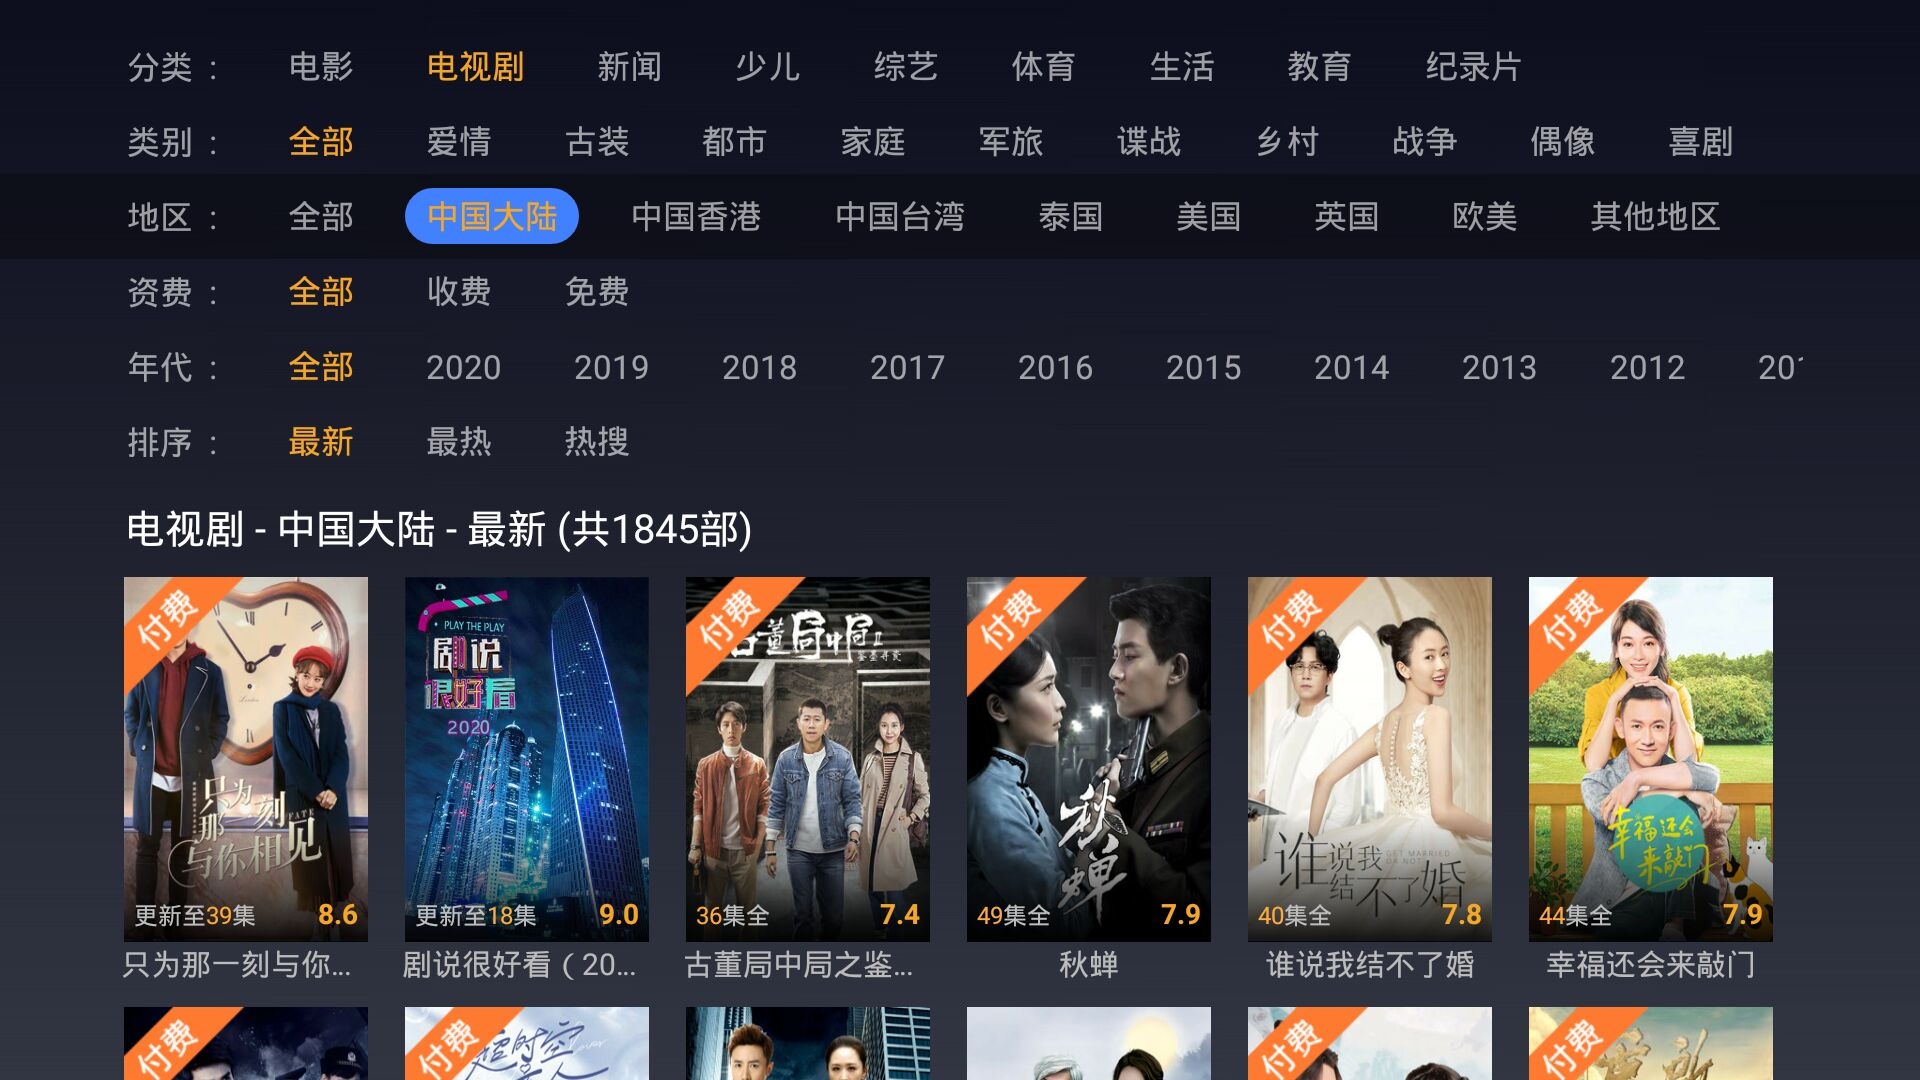 分类 : 电影 电视剧 新闻 少儿 综艺 体育 生活 教育 纪录片
类别 : 全部 爱情 古装 都市 家庭 军旅 谍战 乡村 战争 偶像 喜剧
地区 : 全部 中国大陆 中国香港 中国台湾 泰国 美国 英国 欧美 其他地区
资费 : 全部 收费 免费
年代 : 全部 2020 2019 2018 2017 2016 2015 2014 2013 2012
排序 : 最新 最热 热搜
电视剧 - 中国大陆 - 最新 (共1845部)
付费
只为
那一刻
与你相见
FATE
更新至39集 8.6
只为那一刻与你...
PLAY THE PLAY
剧说
很好看
2020
更新至18集 9.0
剧说很好看（20...
付费
古董局中局II
36集全 7.4
古董局中局之鉴...
付费
秋蝉
49集全 7.9
秋蝉
付费
谁说我
结不了婚
GET MARRIED
OR NOT
40集全 7.8
谁说我结不了婚
付费
幸福还会
来敲门
44集全 7.9
幸福还会来敲门
付费
付费
超时空
付费
付费